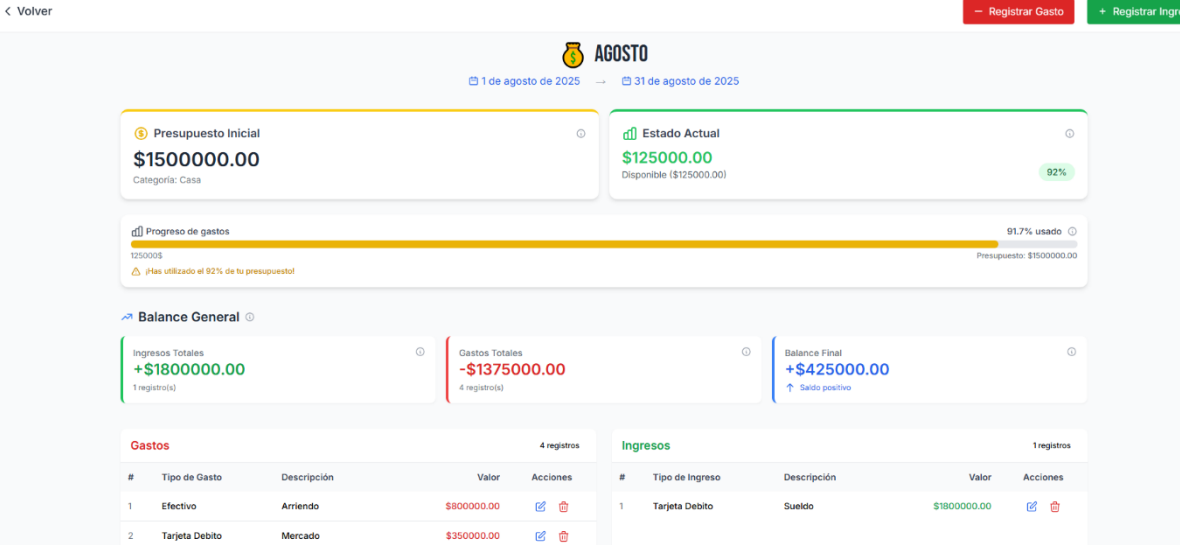 Volver
— Registrar Gasto
+ Registrar Ingre
AGOSTO
1 de agosto de 2025 → 31 de agosto de 2025
Presupuesto Inicial
$1500000.00
Categoría: Casa
Estado Actual
$125000.00
Disponible ($125000.00)
92%
Progreso de gastos
91.7% usado
125000$
Presupuesto: $1500000.00
¡Has utilizado el 92% de tu presupuesto!
Balance General
Ingresos Totales
+$1800000.00
1 registro(s)
Gastos Totales
-$1375000.00
4 registro(s)
Balance Final
+$425000.00
Saldo positivo
Gastos 4 registros
# Tipo de Gasto Descripción Valor Acciones
1 Efectivo Arriendo $800000.00
2 Tarjeta Debito Mercado $350000.00
Ingresos 1 registros
# Tipo de Ingreso Descripción Valor Acciones
1 Tarjeta Debito Sueldo $1800000.00